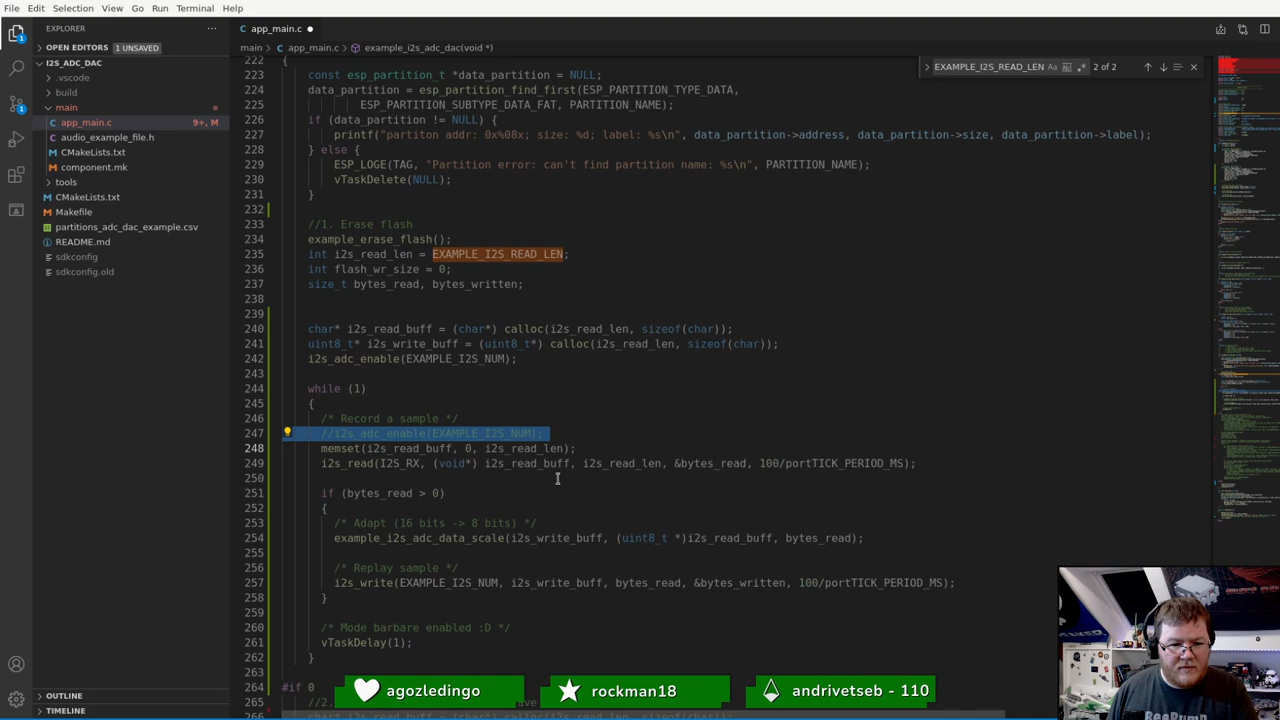 File Edit Selection View Go Run Terminal Help
EXPLORER
OPEN EDITORS 1 UNSAVED
I2S_ADC_DAC
.vscode
build
main
app_main.c 9+, M
audio_example_file.h
CMakeLists.txt
component.mk
tools
CMakeLists.txt
Makefile
partitions_adc_dac_example.csv
README.md
sdkconfig
sdkconfig.old
OUTLINE
TIMELINE
app_main.c
main > app_main.c > example_i2s_adc_dac(void *)
EXAMPLE_I2S_READ_LEN 2 of 2
222 {
223 const esp_partition_t *data_partition = NULL;
224 data_partition = esp_partition_find_first(ESP_PARTITION_TYPE_DATA,
225 ESP_PARTITION_SUBTYPE_DATA_FAT, PARTITION_NAME);
226 if (data_partition != NULL) {
227 printf("partiton addr: 0x%08x; size: %d; label: %s\n", data_partition->address, data_partition->size, data_partition->label);
228 } else {
229 ESP_LOGE(TAG, "Partition error: can't find partition name: %s\n", PARTITION_NAME);
230 vTaskDelete(NULL);
231 }
232
233 //1. Erase flash
234 example_erase_flash();
235 int i2s_read_len = EXAMPLE_I2S_READ_LEN;
236 int flash_wr_size = 0;
237 size_t bytes_read, bytes_written;
238
239
240 char* i2s_read_buff = (char*) calloc(i2s_read_len, sizeof(char));
241 uint8_t* i2s_write_buff = (uint8_t*) calloc(i2s_read_len, sizeof(char));
242 i2s_adc_enable(EXAMPLE_I2S_NUM);
243
244 while (1)
245 {
246 /* Record a sample */
247 //i2s_adc_enable(EXAMPLE_I2S_NUM);
248 memset(i2s_read_buff, 0, i2s_read_len);
249 i2s_read(I2S_RX, (void*) i2s_read_buff, i2s_read_len, &bytes_read, 100/portTICK_PERIOD_MS);
250
251 if (bytes_read > 0)
252 {
253 /* Adapt (16 bits -> 8 bits) */
254 example_i2s_adc_data_scale(i2s_write_buff, (uint8_t *)i2s_read_buff, bytes_read);
255
256 /* Replay sample */
257 i2s_write(EXAMPLE_I2S_NUM, i2s_write_buff, bytes_read, &bytes_written, 100/portTICK_PERIOD_MS);
258 }
259
260 /* Mode barbare enabled :D */
261 vTaskDelay(1);
262 }
263
264 #if 0
265 //2.
agozledingo
rockman18
andrivetseb - 110